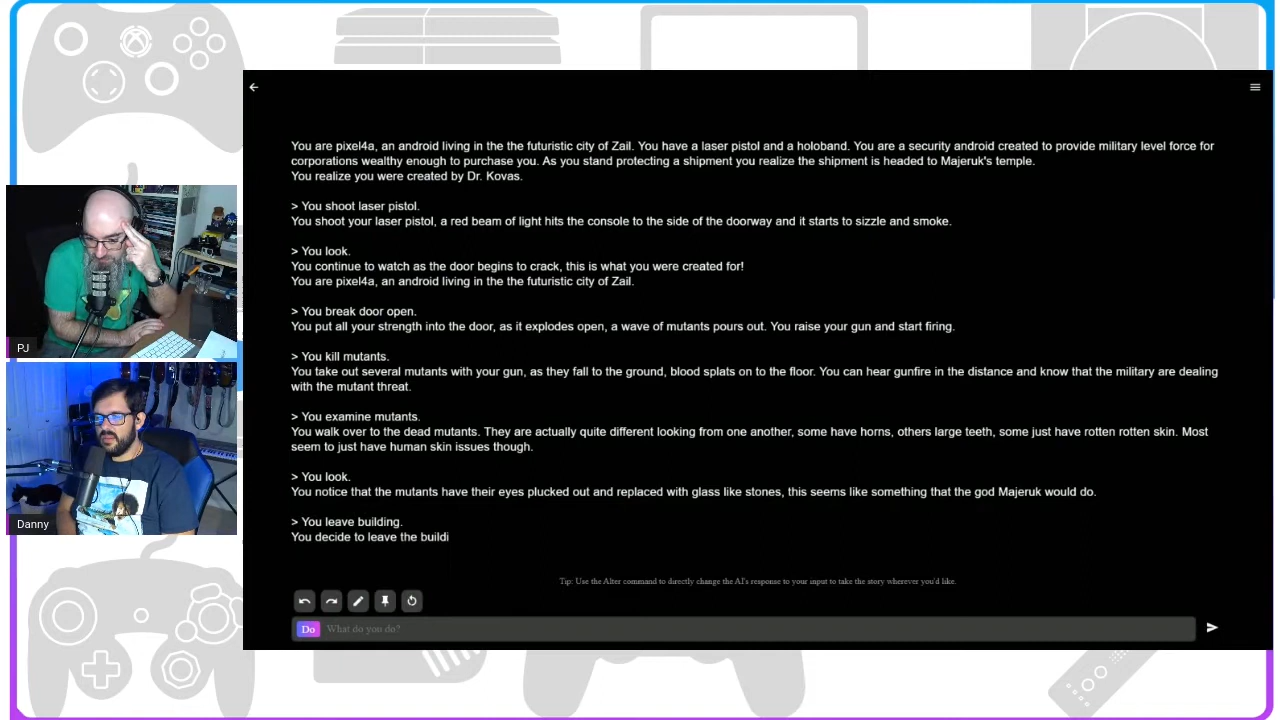 You are pixel4a, an android living in the the futuristic city of Zail. You have a laser pistol and a holoband. You are a security android created to provide military level force for
corporations wealthy enough to purchase you. As you stand protecting a shipment you realize the shipment is headed to Majeruk's temple.
You realize you were created by Dr. Kovas.
> You shoot laser pistol.
You shoot your laser pistol, a red beam of light hits the console to the side of the doorway and it starts to sizzle and smoke.
> You look.
You continue to watch as the door begins to crack, this is what you were created for!
You are pixel4a, an android living in the the futuristic city of Zail.
> You break door open.
You put all your strength into the door, as it explodes open, a wave of mutants pours out. You raise your gun and start firing.
> You kill mutants.
You take out several mutants with your gun, as they fall to the ground, blood splats on to the floor. You can hear gunfire in the distance and know that the military are dealing
with the mutant threat.
> You examine mutants.
You walk over to the dead mutants. They are actually quite different looking from one another, some have horns, others large teeth, some just have rotten rotten skin. Most
seem to just have human skin issues though.
> You look.
You notice that the mutants have their eyes plucked out and replaced with glass like stones, this seems like something that the god Majeruk would do.
> You leave building.
You decide to leave the buildi
Tip: Use the Alter command to directly change the AI's response to your input to take the story wherever you'd like.
Do What do you do?
PJ
Danny